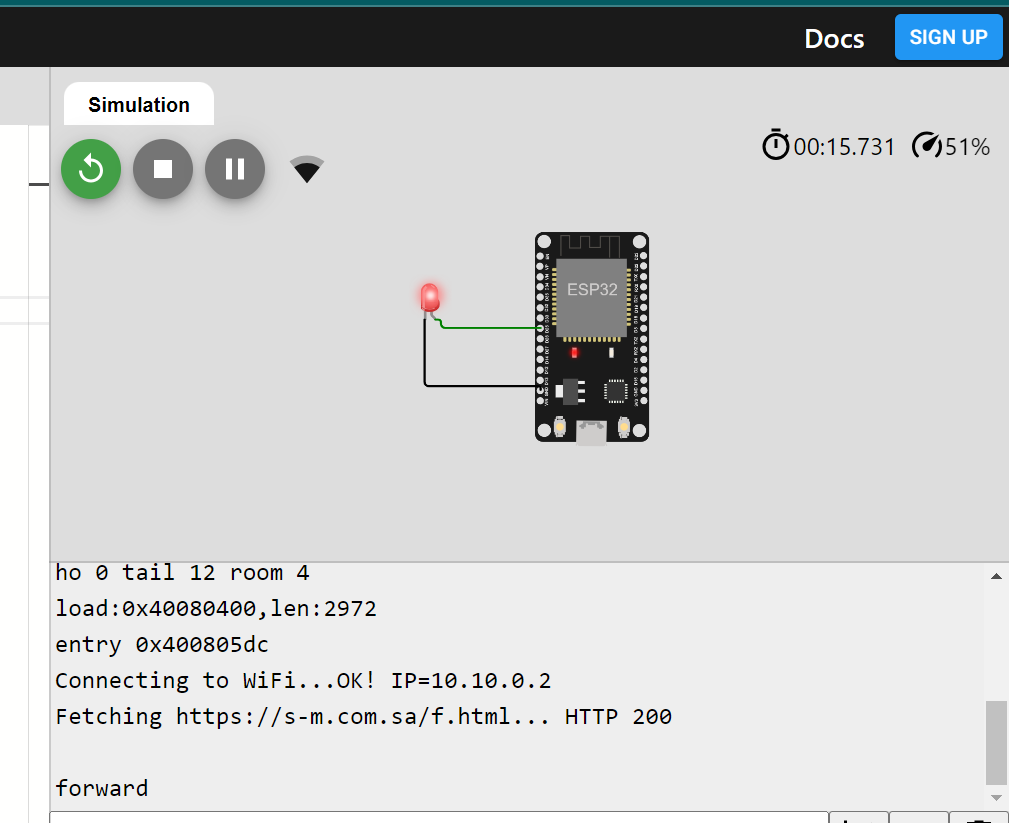 Docs
SIGN UP
Simulation
00:15.731
51%
ESP32
ho 0 tail 12 room 4
load:0x40080400,len:2972
entry 0x400805dc
Connecting to WiFi...OK! IP=10.10.0.2
Fetching https://s-m.com.sa/f.html... HTTP 200
forward